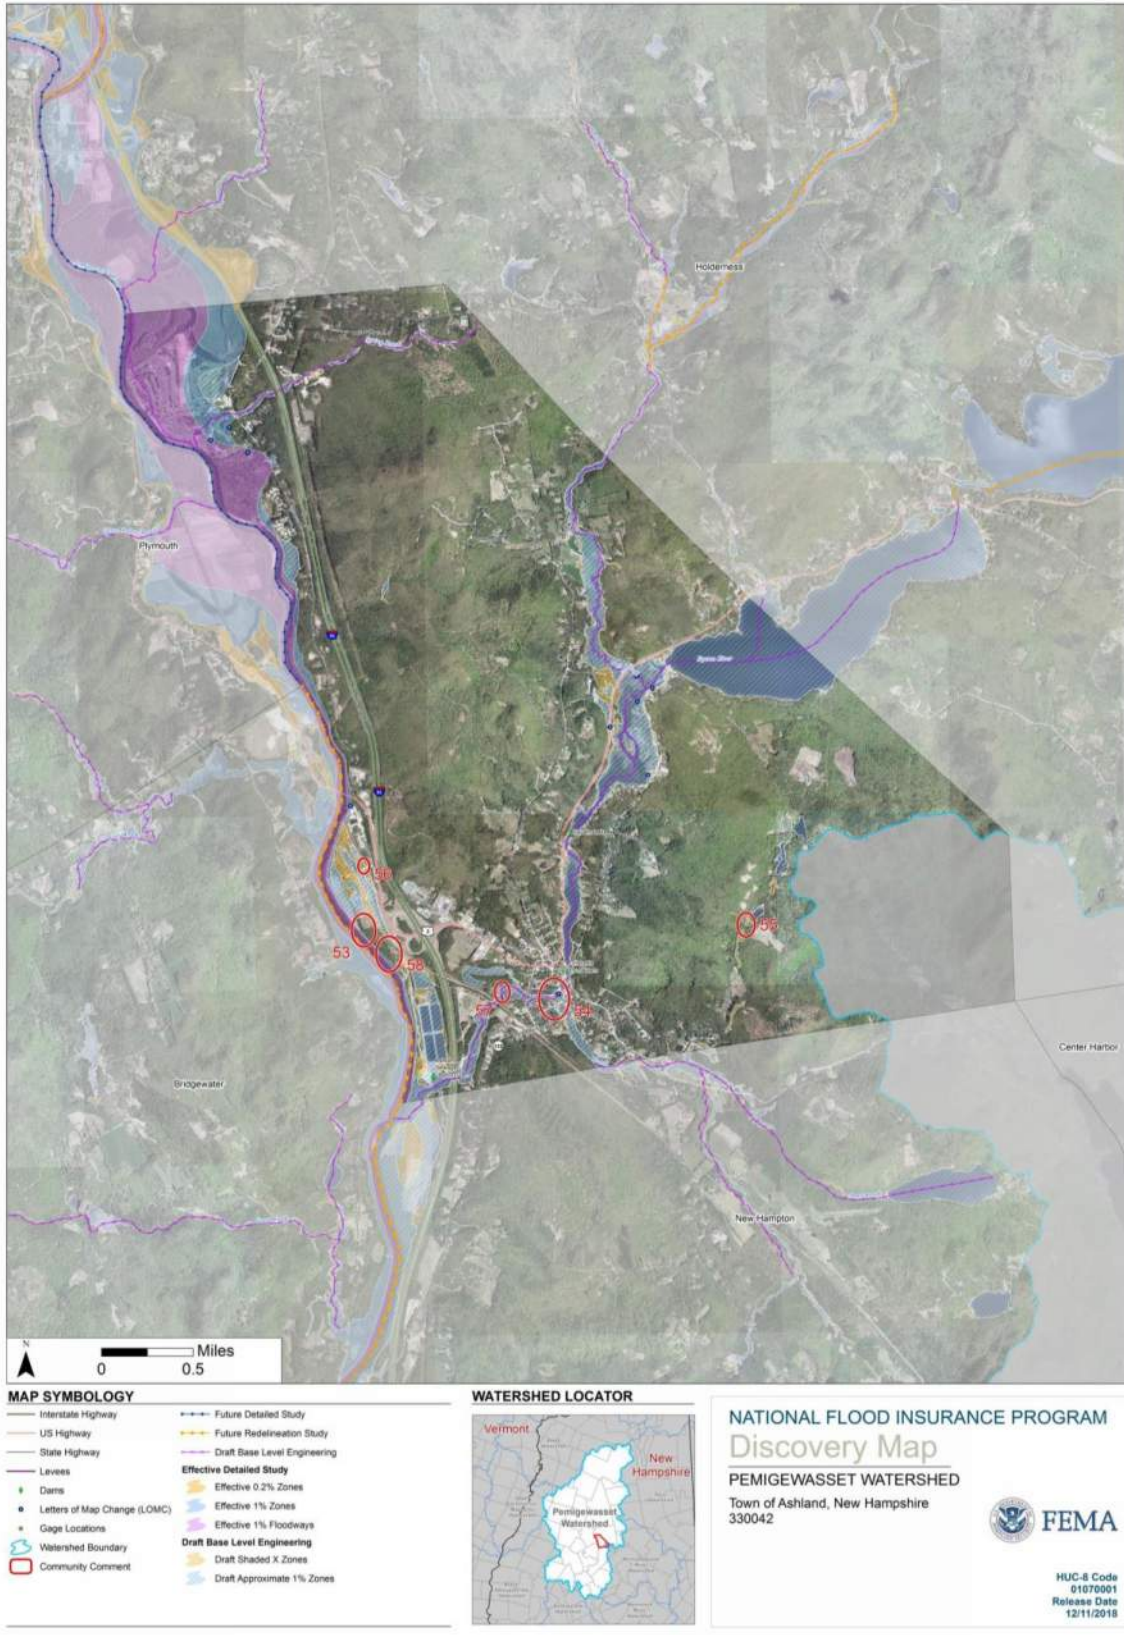 Holderness
Plymouth
Squam River
56
53
58
55
57
54
Bridgewater
Center Harbor
New Hampton
N
Miles
0 0.5
MAP SYMBOLOGY
Interstate Highway
US Highway
State Highway
Levees
Dams
Letters of Map Change (LOMC)
Gage Locations
Watershed Boundary
Community Comment
Future Detailed Study
Future Redelineation Study
Draft Base Level Engineering
Effective Detailed Study
Effective 0.2% Zones
Effective 1% Zones
Effective 1% Floodways
Draft Base Level Engineering
Draft Shaded X Zones
Draft Approximate 1% Zones
WATERSHED LOCATOR
Vermont
New
Hampshire
Pemigewasset
Watershed
NATIONAL FLOOD INSURANCE PROGRAM
Discovery Map
PEMIGEWASSET WATERSHED
Town of Ashland, New Hampshire
330042
FEMA
HUC-8 Code
01070001
Release Date
12/11/2018